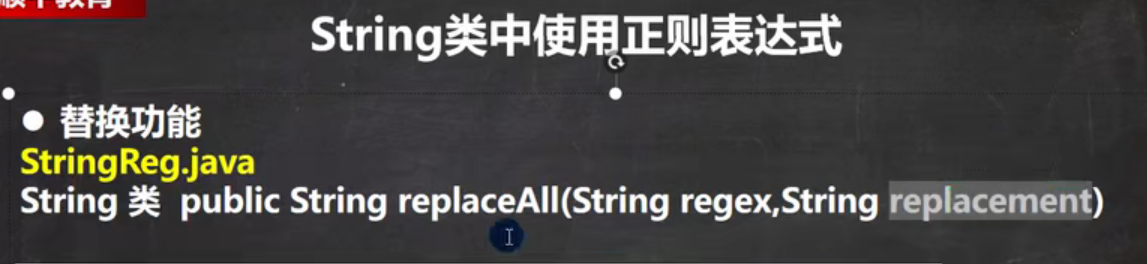 String类中使用正则表达式
● 替换功能
StringReg.java
String 类 public String replaceAll(String regex,String replacement)